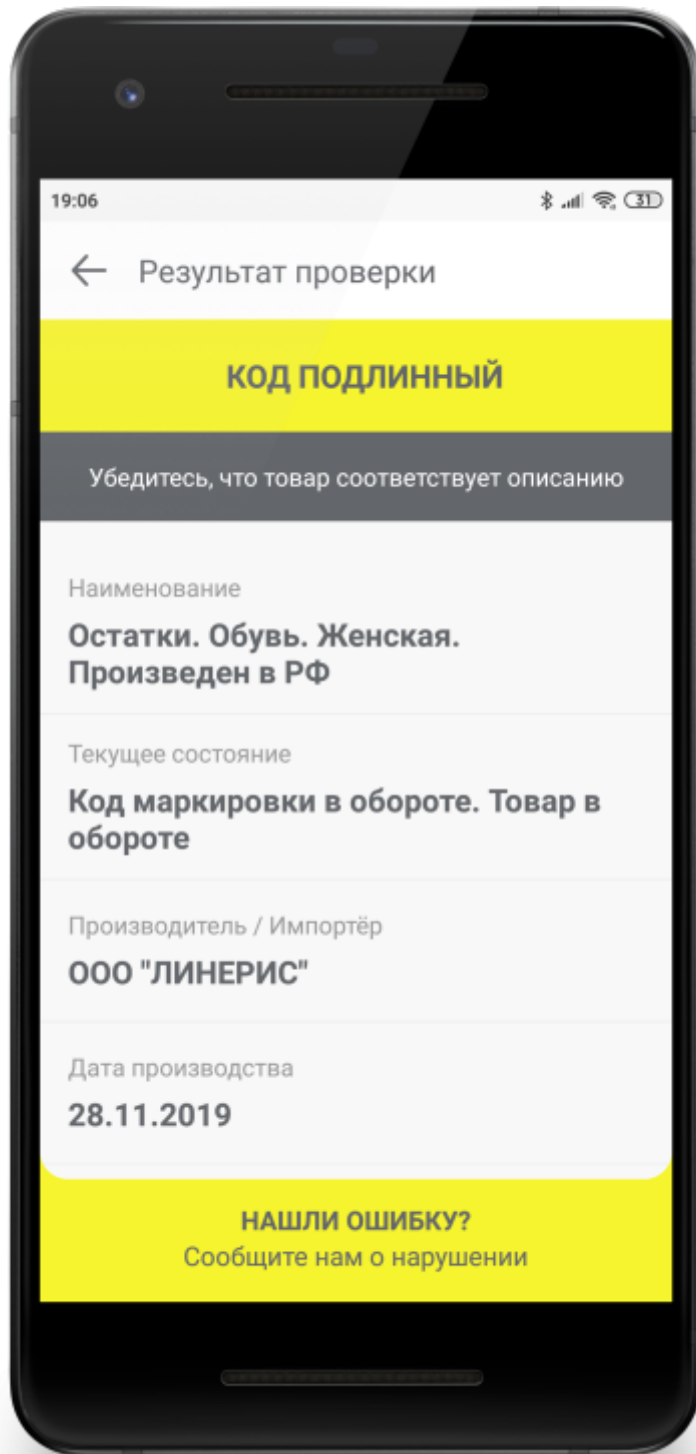 19:06
31
Результат проверки
КОД ПОДЛИННЫЙ
Убедитесь, что товар соответствует описанию
Наименование
Остатки. Обувь. Женская.
Произведен в РФ
Текущее состояние
Код маркировки в обороте. Товар в
обороте
Производитель / Импортёр
ООО "ЛИНЕРИС"
Дата производства
28.11.2019
НАШЛИ ОШИБКУ?
Сообщите нам о нарушении